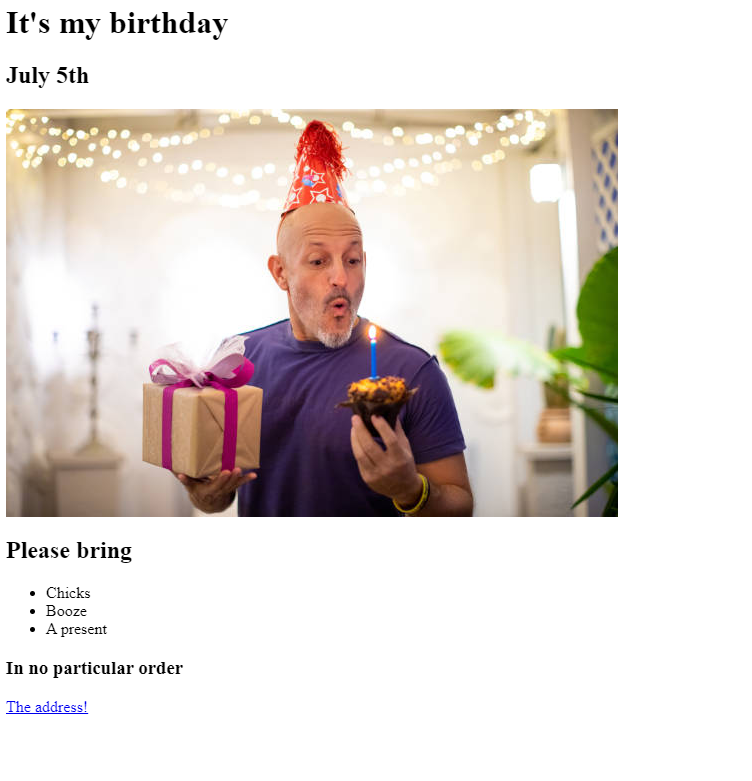 It's my birthday
July 5th
Please bring
Chicks
Booze
A present
In no particular order
The address!